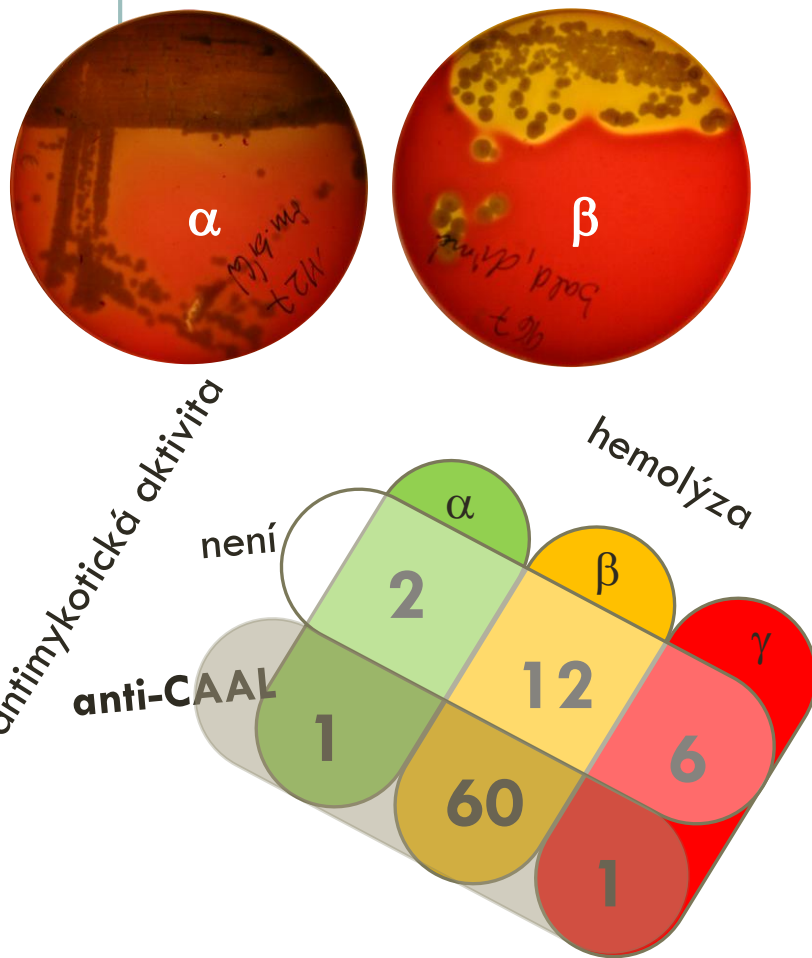 α
β
antimykotická aktivita
hemolýza
není
α
β
γ
anti-CAAL
2
12
6
1
60
1